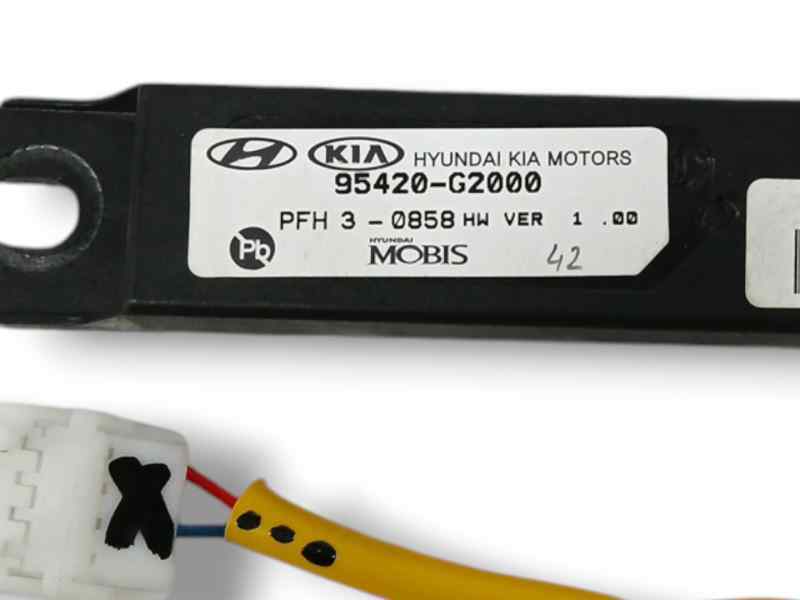 KIA HYUNDAI KIA MOTORS
95420-G2000
PFH 3 - 0858 HW VER 1 .00
Pb
HYUNDAI
MOBIS
42
X